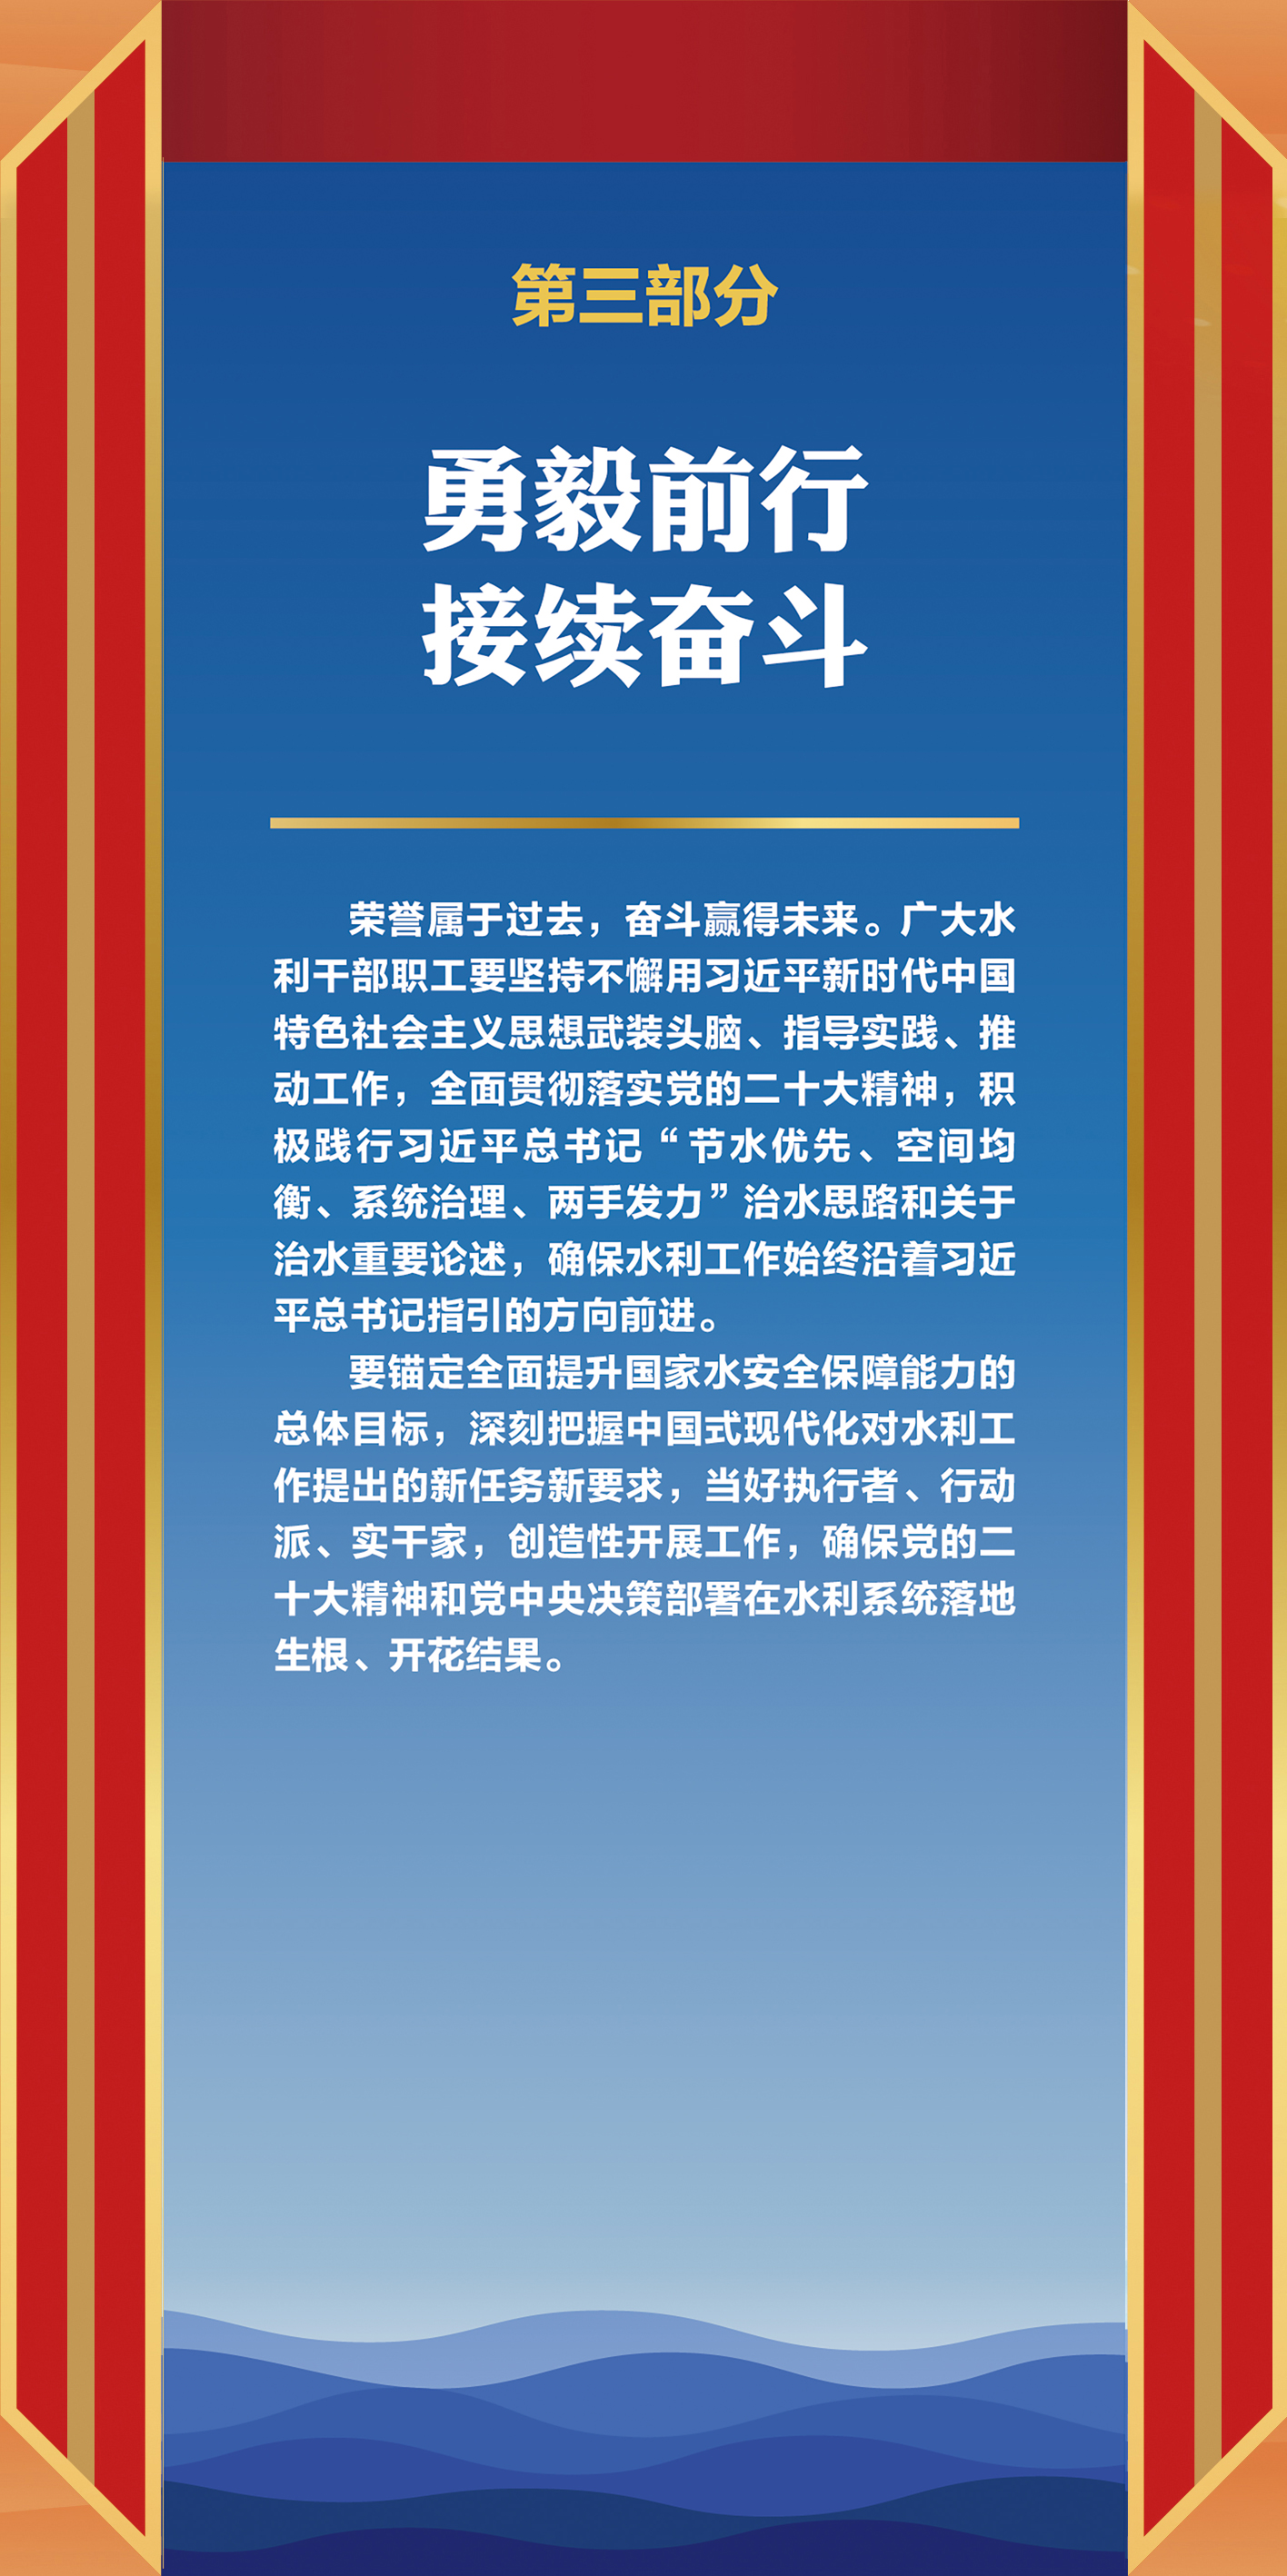 第三部分
勇毅前行
接续奋斗
荣誉属于过去，奋斗赢得未来。广大水
利干部职工要坚持不懈用习近平新时代中国
特色社会主义思想武装头脑、指导实践、推
动工作，全面贯彻落实党的二十大精神，积
极践行习近平总书记“节水优先、空间均
衡、系统治理、两手发力”治水思路和关于
治水重要论述，确保水利工作始终沿着习近
平总书记指引的方向前进。
要锚定全面提升国家水安全保障能力的
总体目标，深刻把握中国式现代化对水利工
作提出的新任务新要求，当好执行者、行动
派、实干家，创造性开展工作，确保党的二
十大精神和党中央决策部署在水利系统落地
生根、开花结果。